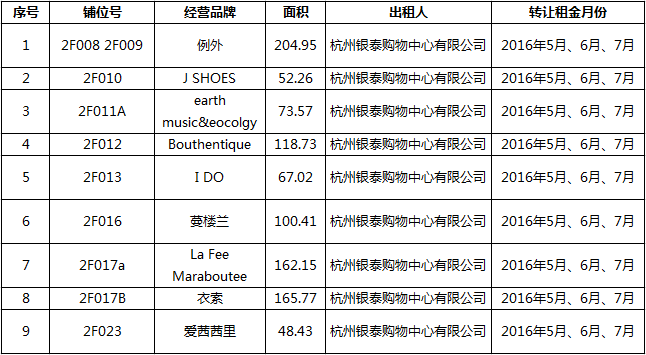 序号 铺位号 经营品牌 面积 出租人 转让租金月份
1 2F008 2F009 例外 204.95 杭州银泰购物中心有限公司 2016年5月、6月、7月
2 2F010 J SHOES 52.26 杭州银泰购物中心有限公司 2016年5月、6月、7月
3 2F011A earth music&eocolgy 73.57 杭州银泰购物中心有限公司 2016年5月、6月、7月
4 2F012 Bouthentique 118.73 杭州银泰购物中心有限公司 2016年5月、6月、7月
5 2F013 I DO 67.02 杭州银泰购物中心有限公司 2016年5月、6月、7月
6 2F016 蘉楼兰 100.41 杭州银泰购物中心有限公司 2016年5月、6月、7月
7 2F017a La Fee Maraboutee 162.15 杭州银泰购物中心有限公司 2016年5月、6月、7月
8 2F017B 衣索 165.77 杭州银泰购物中心有限公司 2016年5月、6月、7月
9 2F023 爱茜茜里 48.43 杭州银泰购物中心有限公司 2016年5月、6月、7月